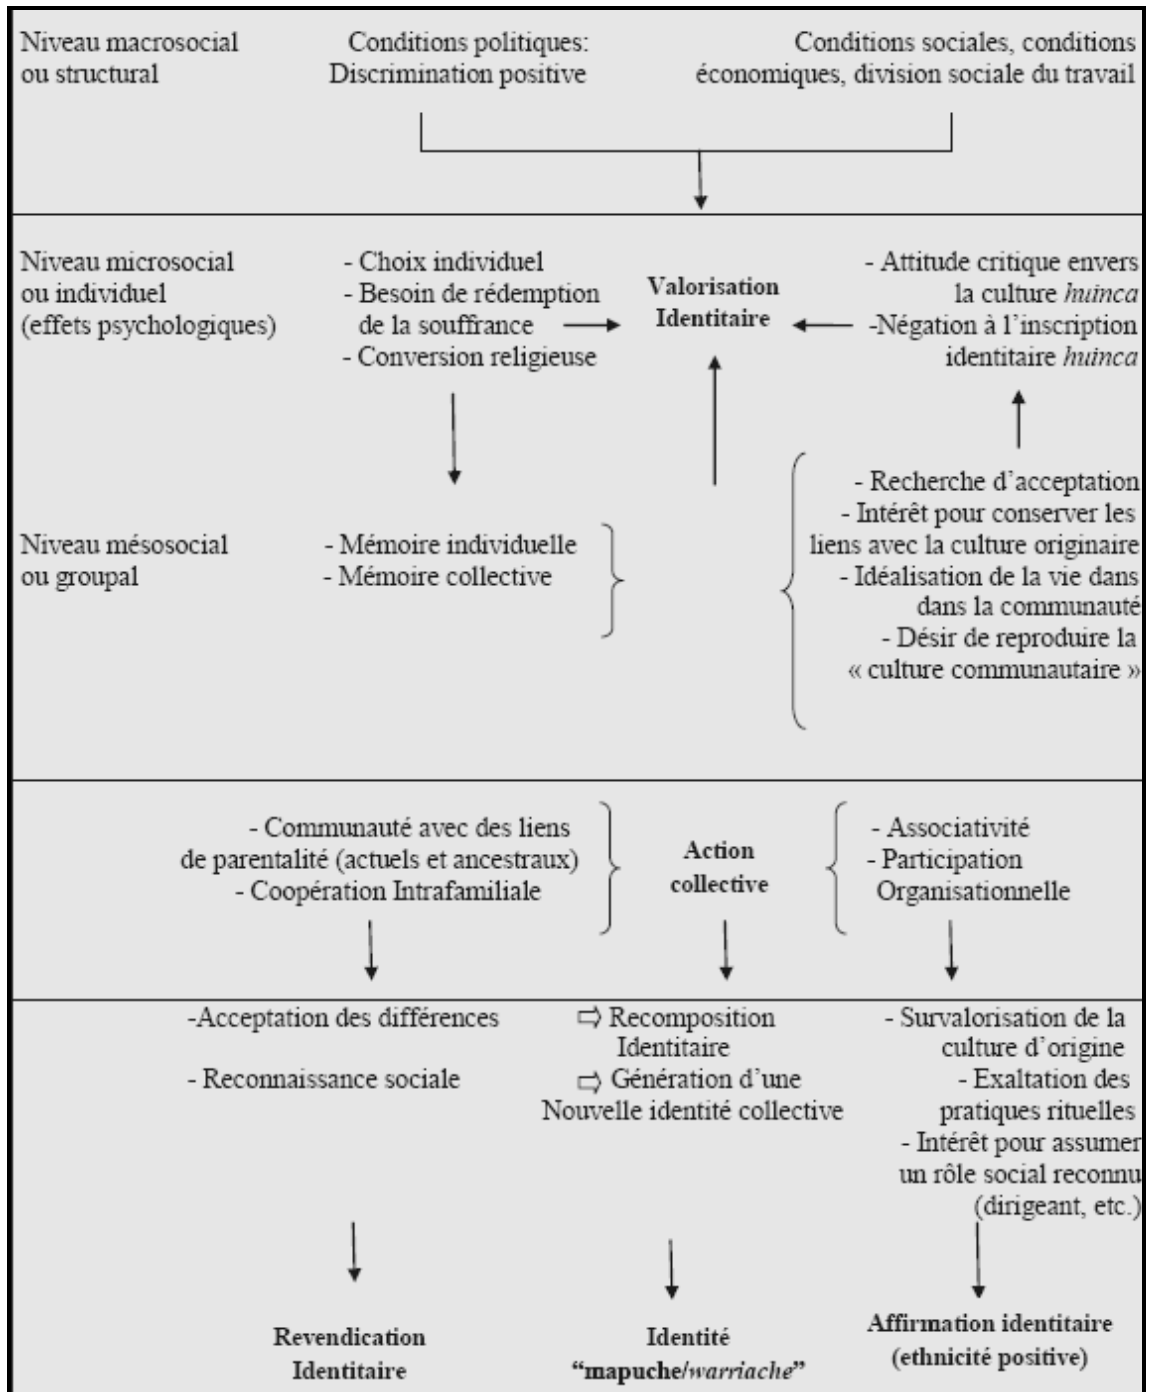 Niveau macrosocial
ou structural
Conditions politiques:
Discrimination positive
Conditions sociales, conditions
économiques, division sociale du travail
Niveau microsocial
ou individuel
(effets psychologiques)
- Choix individuel
- Besoin de rédemption
de la souffrance
- Conversion religieuse
Valorisation
Identitaire
- Attitude critique envers
la culture huinca
-Négation à l'inscription
identitaire huinca
Niveau mésosocial
ou groupal
- Mémoire individuelle
- Mémoire collective
- Recherche d'acceptation
- Intérêt pour conserver les
liens avec la culture originaire
- Idéalisation de la vie dans
dans la communauté
- Désir de reproduire la
« culture communautaire »
- Communauté avec des liens
de parentalité (actuels et ancestraux)
- Coopération Intrafamiliale
Action
collective
- Associativité
- Participation
Organisationnelle
-Acceptation des différences
- Reconnaissance sociale
⇨ Recomposition
Identitaire
⇨ Génération d'une
Nouvelle identité collective
- Survalorisation de la
culture d'origine
- Exaltation des
pratiques rituelles
- Intérêt pour assumer
un rôle social reconnu
(dirigeant, etc.)
Revendication
Identitaire
Identité
“mapuche/warriache”
Affirmation identitaire
(ethnicité positive)